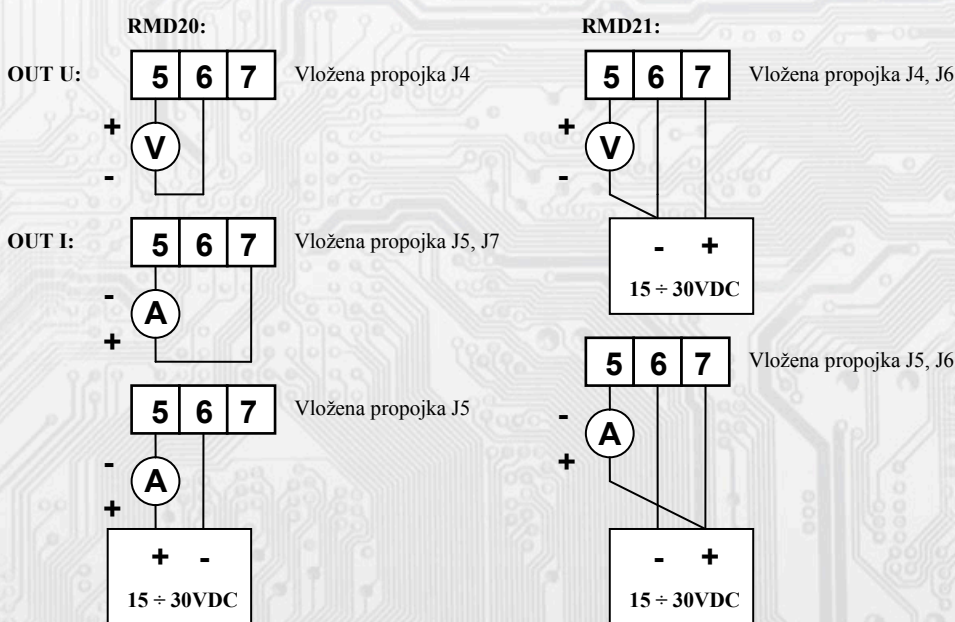 RMD20:
RMD21:
OUT U:
5 6 7
Vložena propojka J4
+
V
-
5 6 7
Vložena propojka J4, J6
+
V
-
- +
15 ÷ 30VDC
OUT I:
5 6 7
Vložena propojka J5, J7
-
A
+
5 6 7
Vložena propojka J5
-
A
+
+ -
15 ÷ 30VDC
5 6 7
Vložena propojka J5, J6
-
A
+
- +
15 ÷ 30VDC